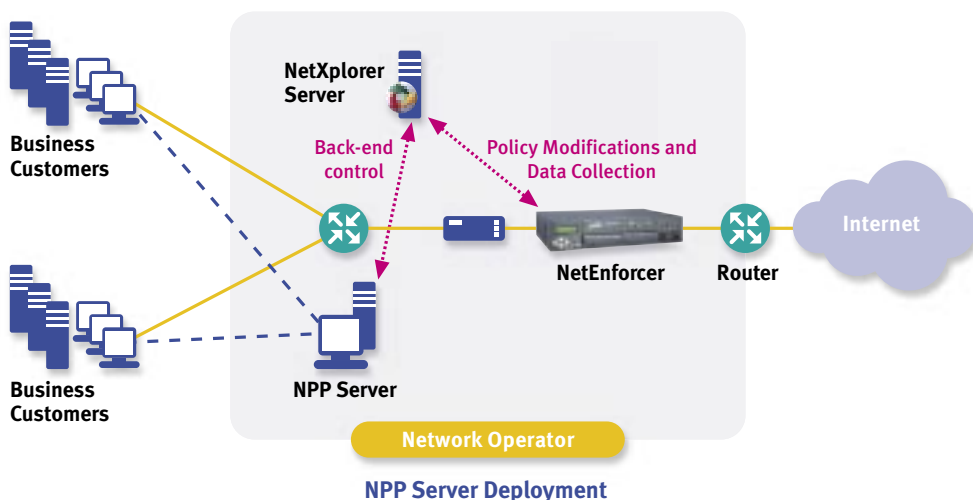 NetXplorer
Server
Business
Customers
Back-end
control
Policy Modifications and
Data Collection
Internet
NetEnforcer
Router
Business
Customers
NPP Server
Network Operator
NPP Server Deployment